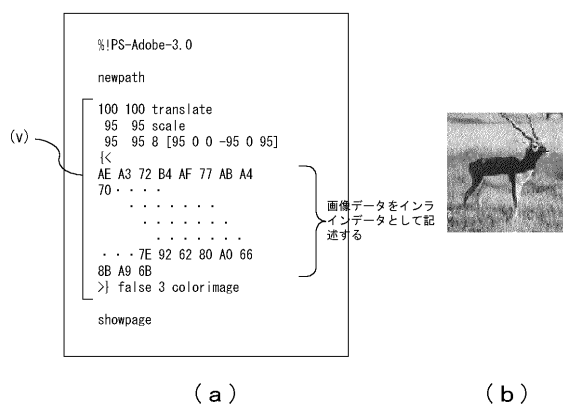 %!PS-Adobe-3.0
newpath
100 100 translate
95 95 scale
95 95 8 [95 0 0 -95 0 95]
{<
AE A3 72 B4 AF 77 AB A4
70・・・・
・・・・・・・
・・・・・・・
・・・・・・・
・・・7E 92 62 80 A0 66
8B A9 6B
>} false 3 colorimage
showpage
(v)
画像データをインラ
インデータとして記
述する
(a)
(b)